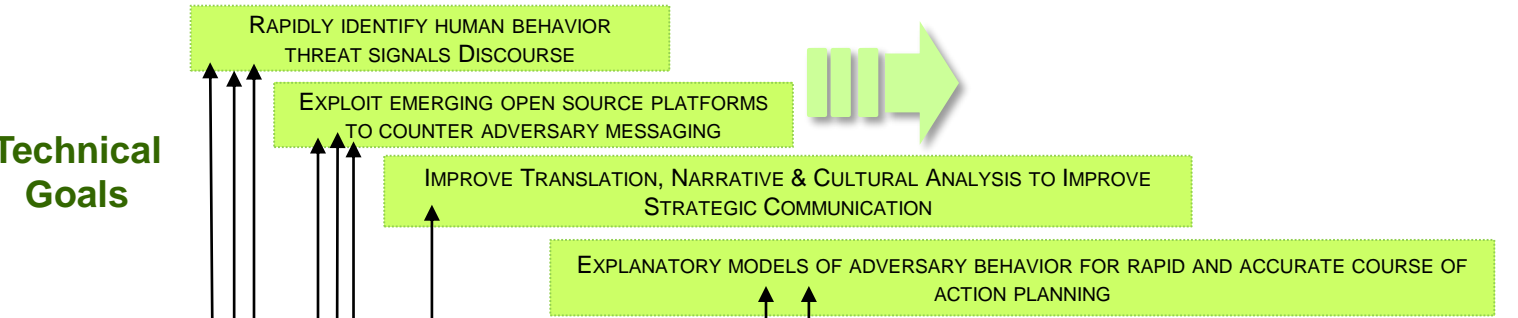 RAPIDLY IDENTIFY HUMAN BEHAVIOR
THREAT SIGNALS DISCOURSE
EXPLOIT EMERGING OPEN SOURCE PLATFORMS
TO COUNTER ADVERSARY MESSAGING
Technical
Goals
IMPROVE TRANSLATION, NARRATIVE & CULTURAL ANALYSIS TO IMPROVE
STRATEGIC COMMUNICATION
EXPLANATORY MODELS OF ADVERSARY BEHAVIOR FOR RAPID AND ACCURATE COURSE OF
ACTION PLANNING